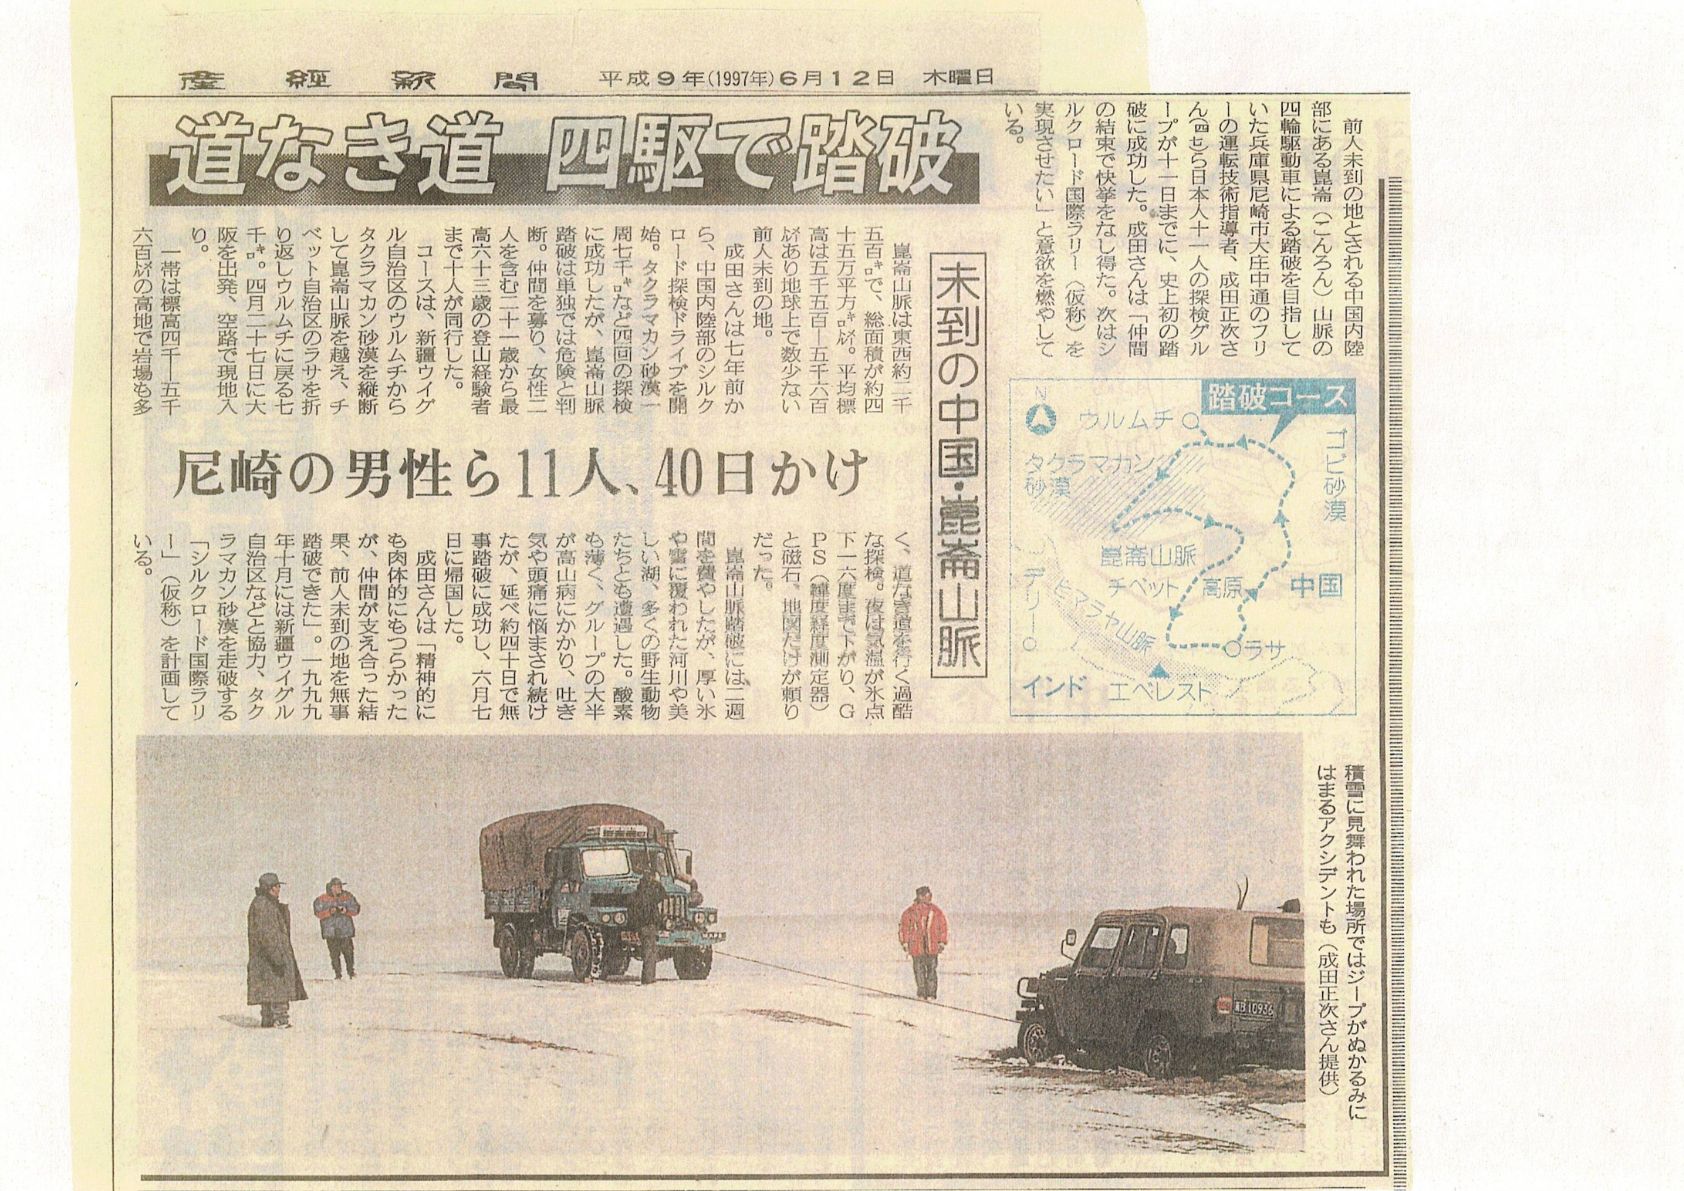 産経新聞 平成9年(1997年)6月12日 木曜日
道なき道 四駆で踏破
未到の中国・崑崙山脈
尼崎の男性ら11人、40日かけ
前人未到の地とされる中国内陸
部にある崑崙（こんろん）山脈の
四輪駆動車による踏破を目指して
いた兵庫県尼崎市大庄中通のフリ
ーの運転技術指導者、成田正次さ
ん(四七)ら日本人十一人の探検グル
ープが十一日までに、史上初の踏
破に成功した。成田さんは「仲間
の結束で快挙をなし得た。次はシ
ルクロード国際ラリー（仮称）を
実現させたい」と意欲を燃やして
いる。
崑崙山脈は東西約二千
五百㌔で、総面積が約四
十五万平方㌔㍍。平均標
高は五千五百―五千六百
㍍あり地球上で数少ない
前人未到の地。
成田さんは七年前か
ら、中国内陸部のシルク
ロード探検ドライブを開
始。タクラマカン砂漠一
周七千㌔など四回の探検
に成功したが、崑崙山脈
踏破は単独では危険と判
断。仲間を募り、女性二
人を含む二十一歳から最
高六十三歳の登山経験者
まで十人が同行した。
コースは、新疆ウイグ
ル自治区のウルムチから
タクラマカン砂漠を縦断
して崑崙山脈を越え、チ
ベット自治区のラサを折
り返しウルムチに戻る七
千㌔。四月二十七日に大
阪を出発、空路で現地入
り。
一帯は標高四千―五千
六百㍍の高地で岩場も多
く、道なき道を行く過酷
な探検。夜は気温が氷点
下一六度まで下がり、G
PS（緯度経度測定器）
と磁石、地図だけが頼り
だった。
崑崙山脈踏破には二週
間を費やしたが、厚い氷
や雪に覆われた河川や美
しい湖、多くの野生動物
たちとも遭遇した。酸素
も薄く、グループの大半
が高山病にかかり、吐き
気や頭痛に悩まされ続け
たが、延べ約四十日で無
事踏破に成功し、六月七
日に帰国した。
成田さんは「精神的に
も肉体的にもつらかった
が、仲間が支え合った結
果、前人未到の地を無事
踏破できた」。一九九九
年十月には新疆ウイグル
自治区などと協力、タク
ラマカン砂漠を走破する
「シルクロード国際ラリ
ー」（仮称）を計画して
いる。
踏破コース
N
ウルムチ
ゴビ砂漠
タクラマカン
砂漠
崑崙山脈
チベット 高原
中国
デリー
ヒマラヤ山脈
ラサ
インド
エベレスト
積雪に見舞われた場所ではジープがぬかるみに
はまるアクシデントも（成田正次さん提供）
B10936